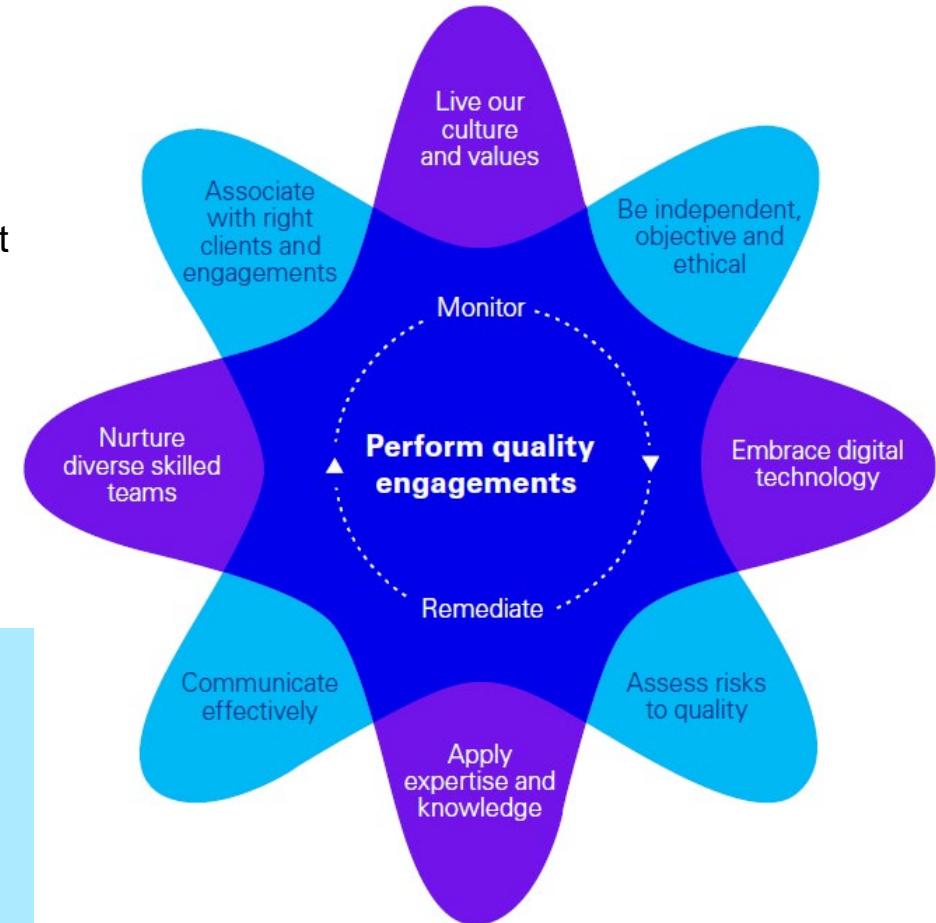 Live our
culture
and values
Be independent,
objective and
ethical
Embrace digital
technology
Assess risks
to quality
Apply
expertise and
knowledge
Communicate
effectively
Nurture
diverse skilled
teams
Associate
with right
clients and
engagements
Monitor
Perform quality
engagements
Remediate
t